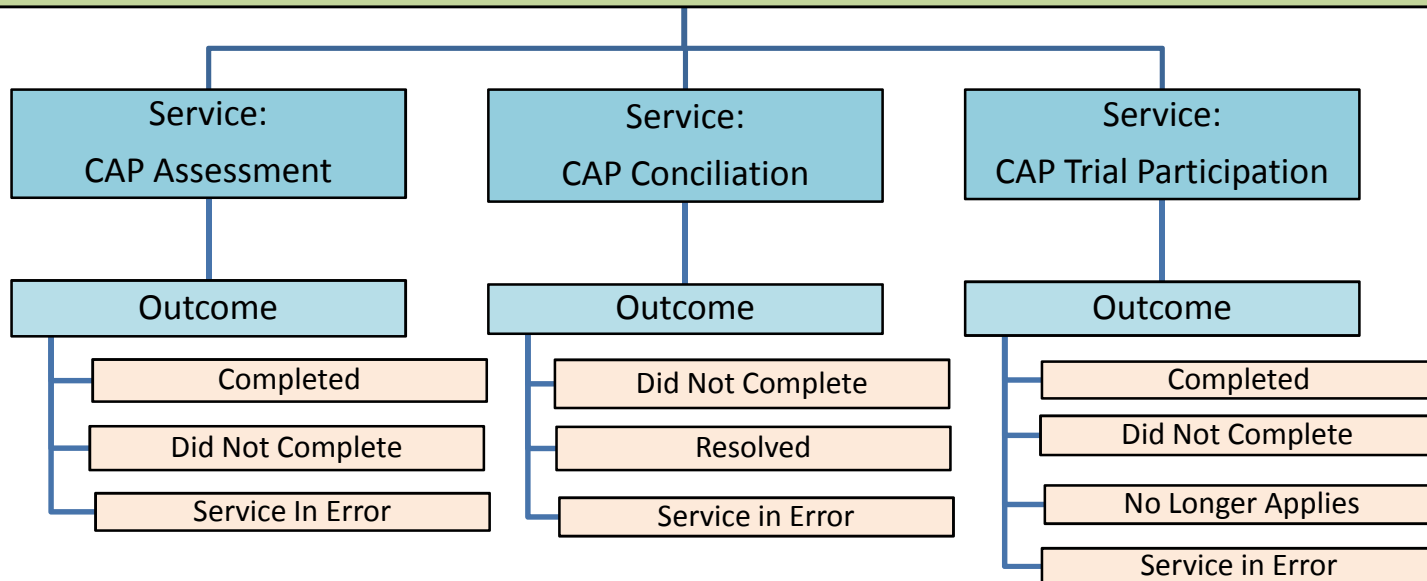 Service:
CAP Assessment
Outcome
Completed
Did Not Complete
Service In Error
Service:
CAP Conciliation
Outcome
Did Not Complete
Resolved
Service in Error
Service:
CAP Trial Participation
Outcome
Completed
Did Not Complete
No Longer Applies
Service in Error